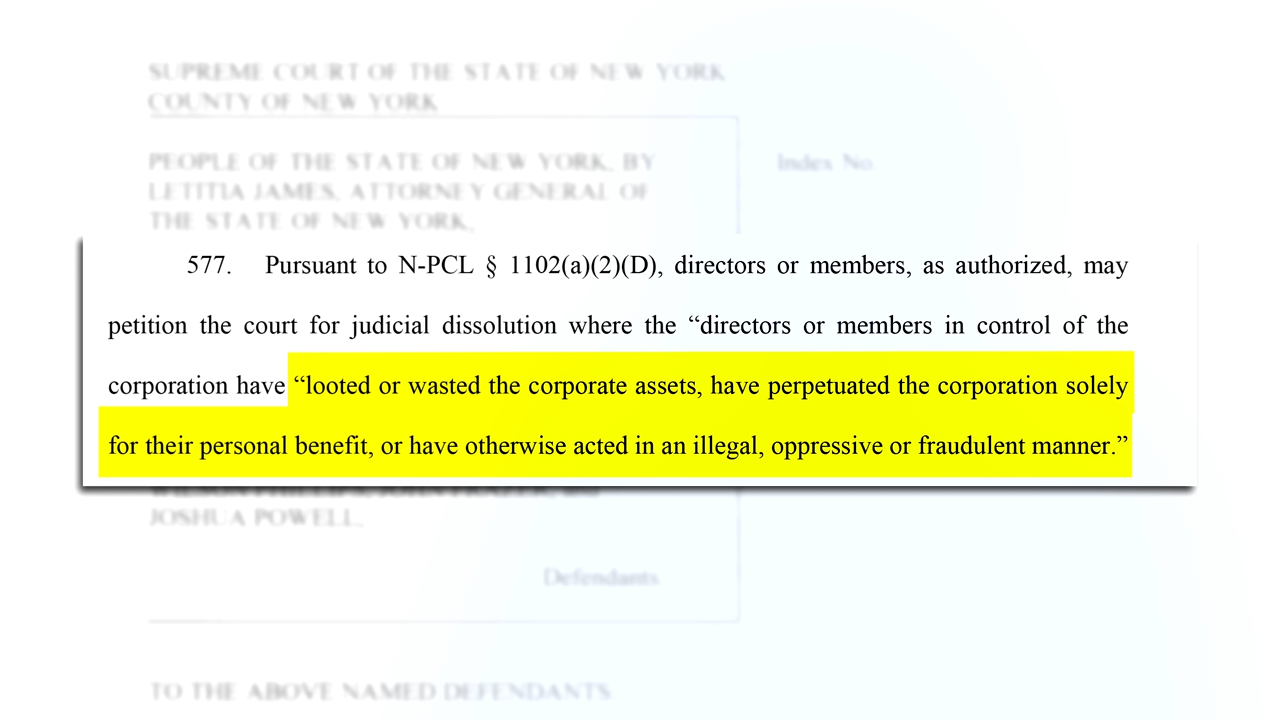 SUPREME COURT OF THE STATE OF NEW YORK
COUNTY OF NEW YORK
PEOPLE OF THE STATE OF NEW YORK, BY
LETITIA JAMES, ATTORNEY GENERAL OF
THE STATE OF NEW YORK,
Index No.
577. Pursuant to N-PCL § 1102(a)(2)(D), directors or members, as authorized, may
petition the court for judicial dissolution where the “directors or members in control of the
corporation have “looted or wasted the corporate assets, have perpetuated the corporation solely
for their personal benefit, or have otherwise acted in an illegal, oppressive or fraudulent manner.”
WILSON PHILLIPS, JOHN FRAZER, and
JOSHUA POWELL,
Defendants.
TO THE ABOVE NAMED DEFENDANTS